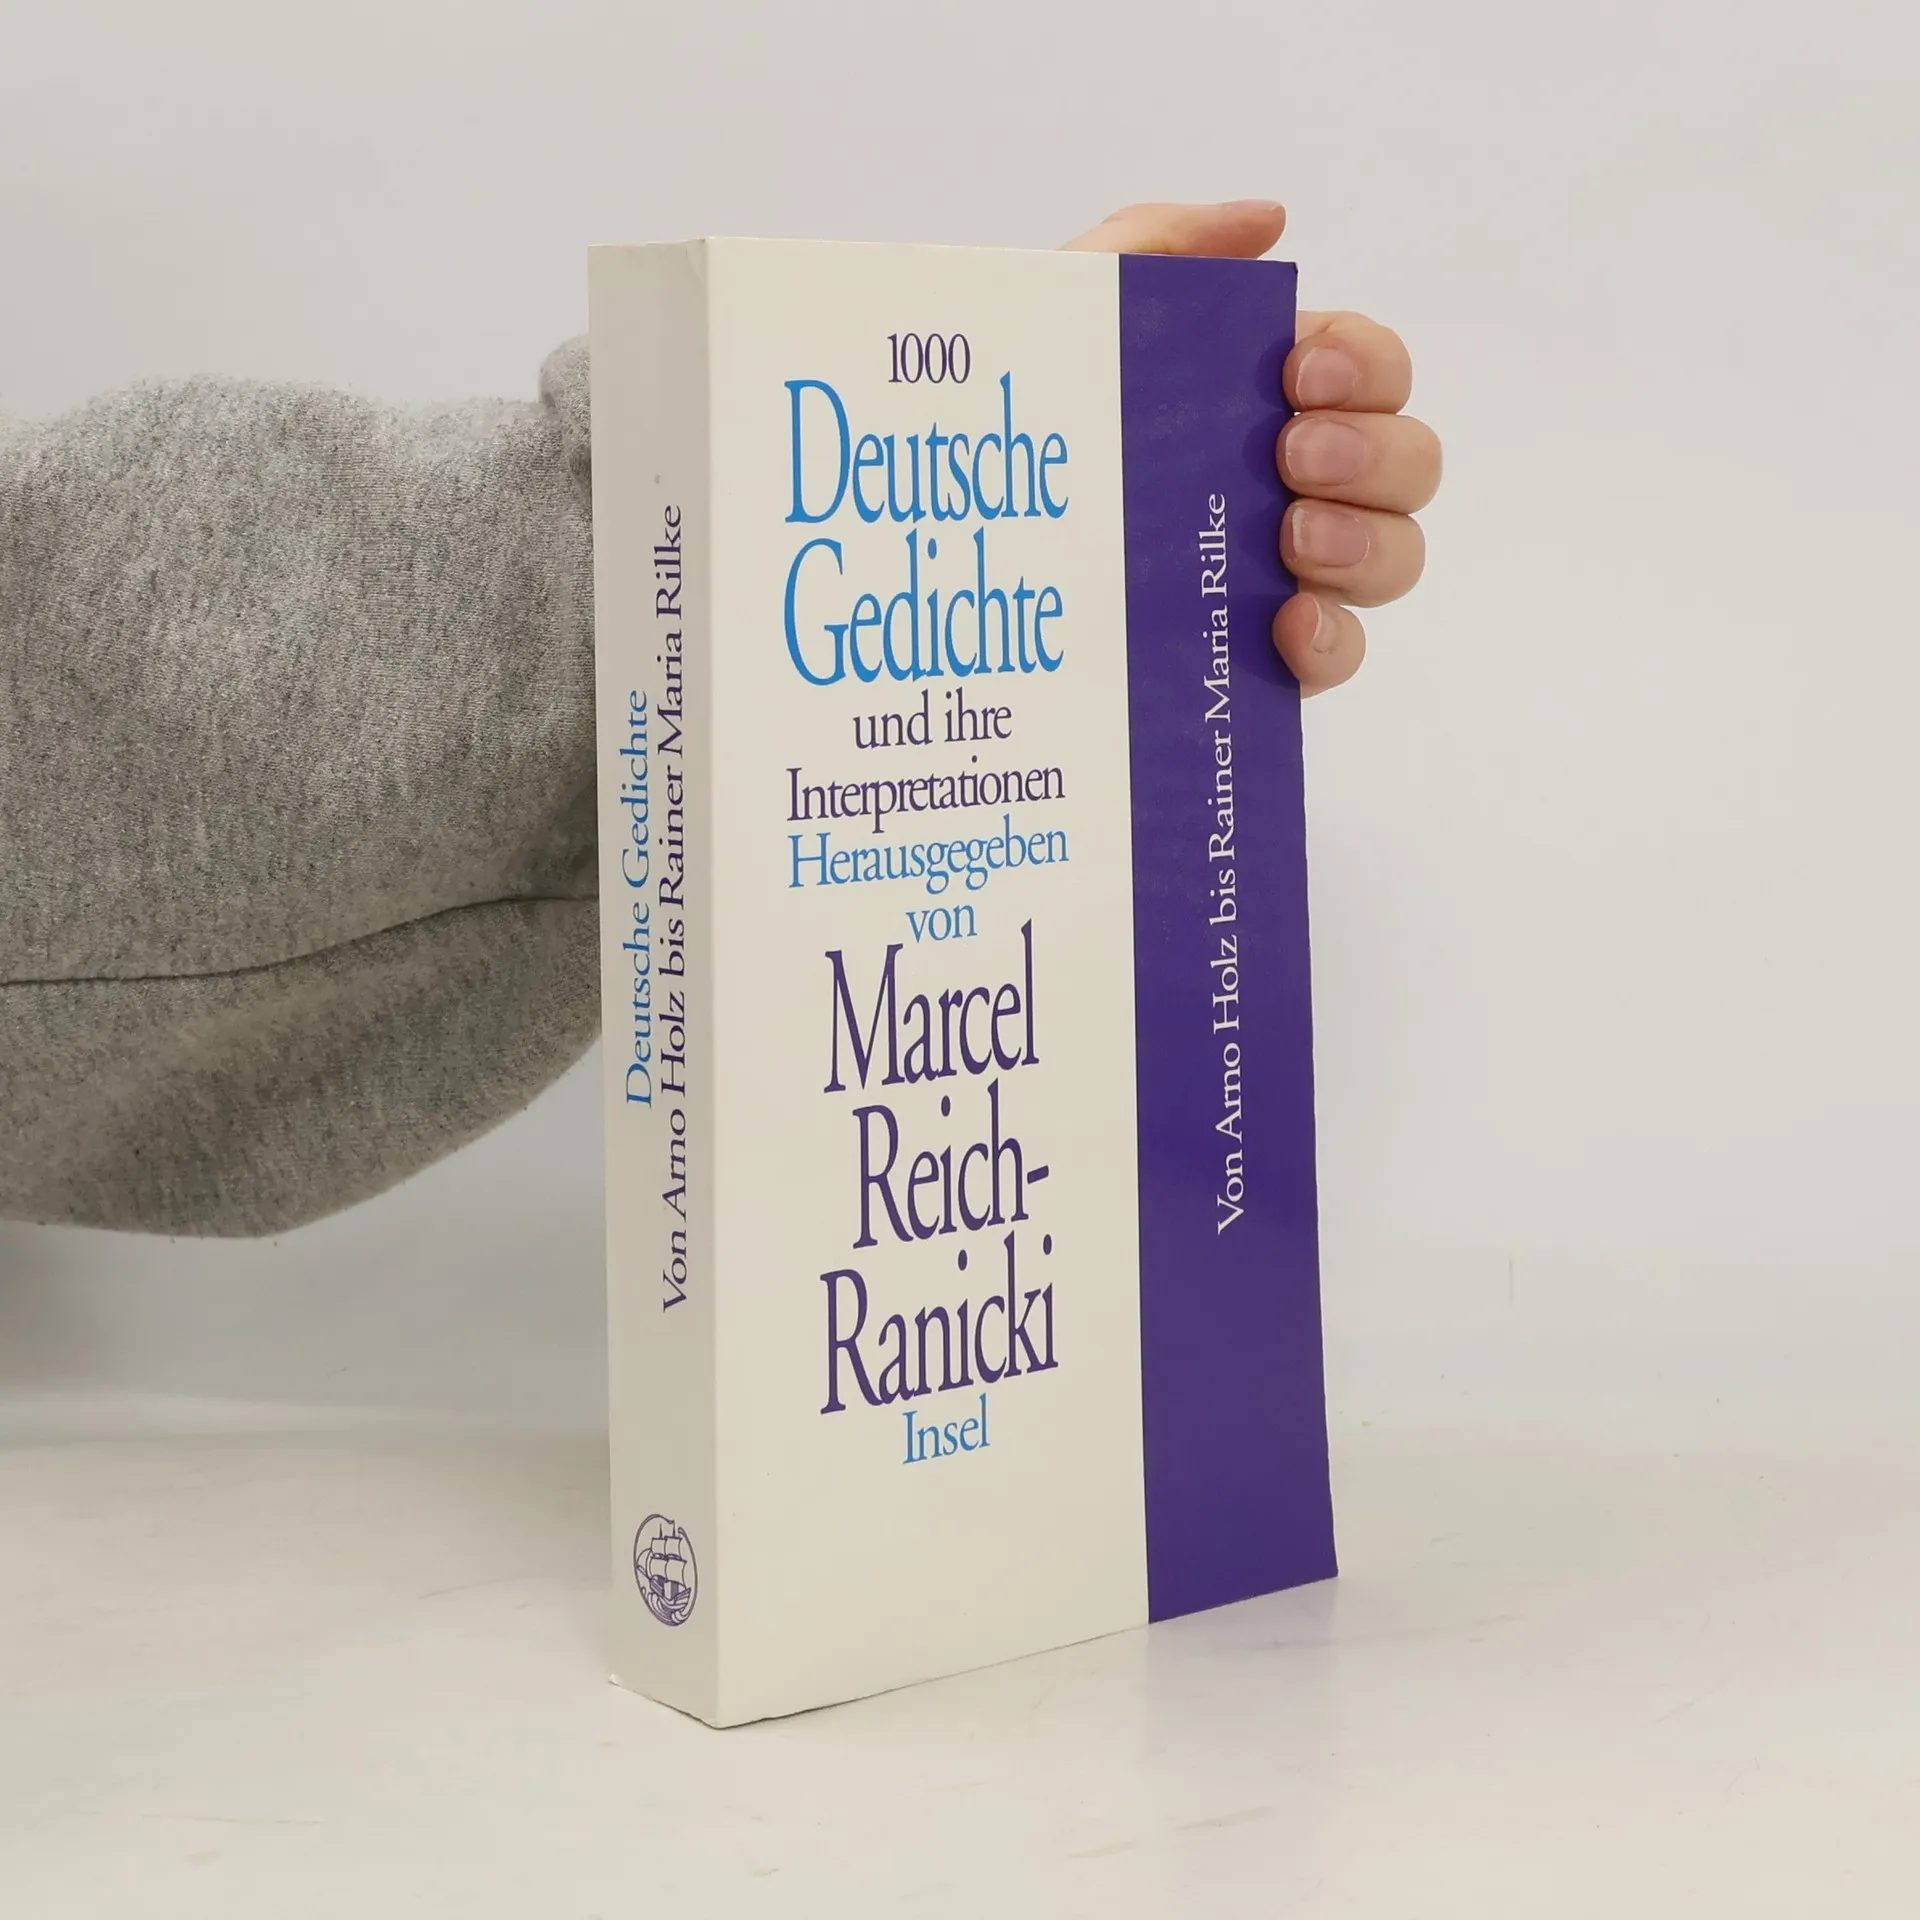 Deutsche Gedichte
Von Arno Holz bis Rainer Maria Rilke
1000
Deutsche
Gedichte
und ihre
Interpretationen
Herausgegeben
von
Marcel
Reich-
Ranicki
Insel
Von Arno Holz bis Rainer Maria Rilke